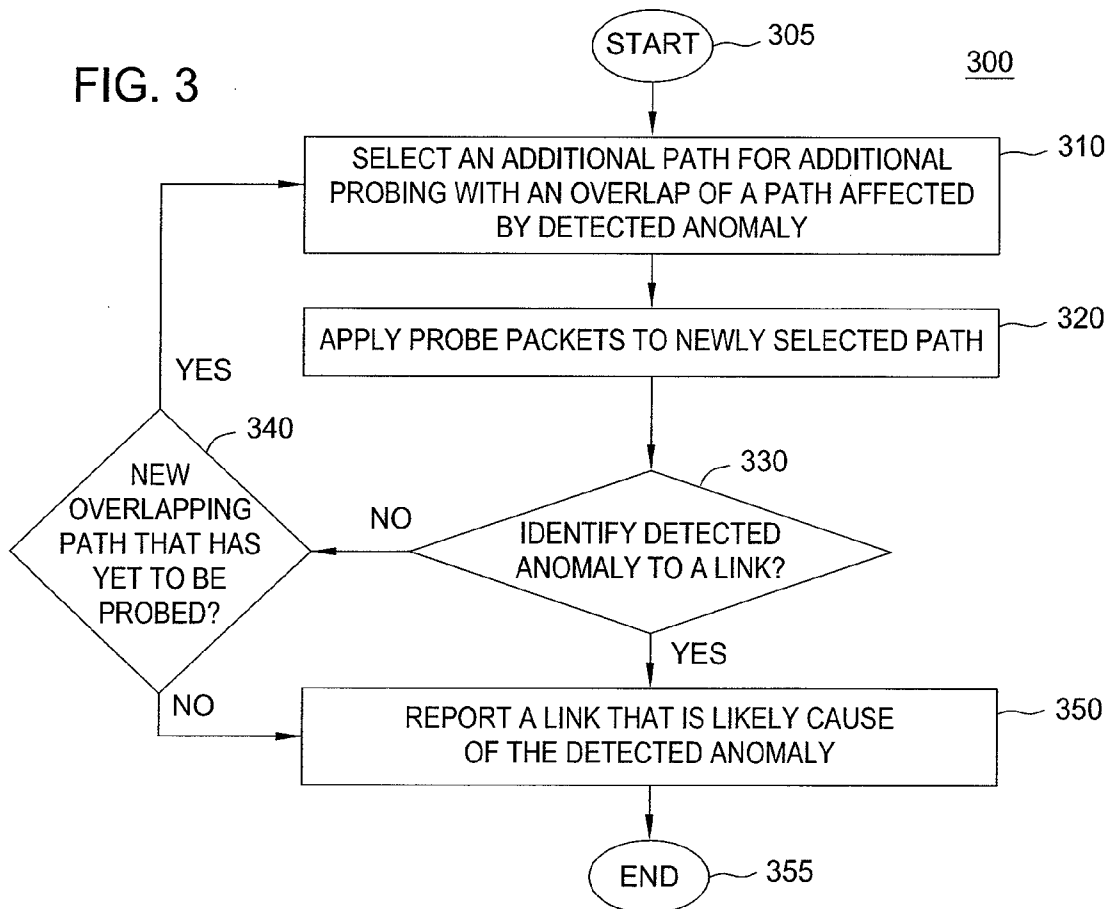 FIG. 3
START
305
300
SELECT AN ADDITIONAL PATH FOR ADDITIONAL
PROBING WITH AN OVERLAP OF A PATH AFFECTED
BY DETECTED ANOMALY
310
APPLY PROBE PACKETS TO NEWLY SELECTED PATH
320
YES
340
NEW
OVERLAPPING
PATH THAT HAS
YET TO BE
PROBED?
NO
330
IDENTIFY DETECTED
ANOMALY TO A LINK?
YES
NO
REPORT A LINK THAT IS LIKELY CAUSE
OF THE DETECTED ANOMALY
350
END
355